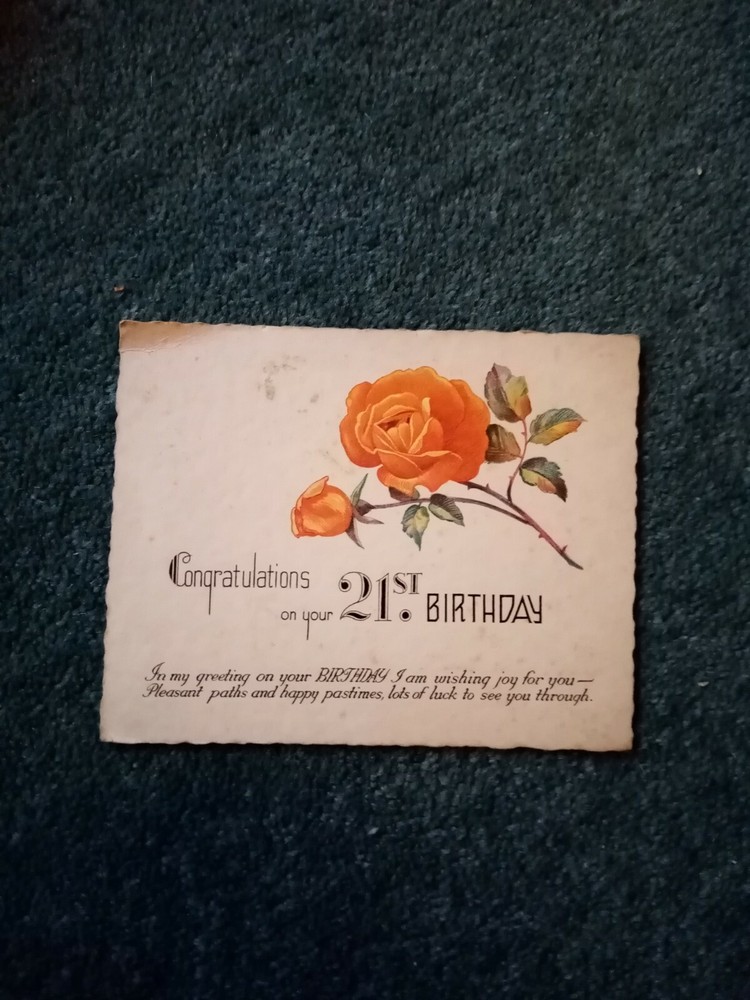 Congratulations
on your 21ST. BIRTHDAY
In my greeting on your BIRTHDAY I am wishing joy for you —
Pleasant paths and happy pastimes, lots of luck to see you through.